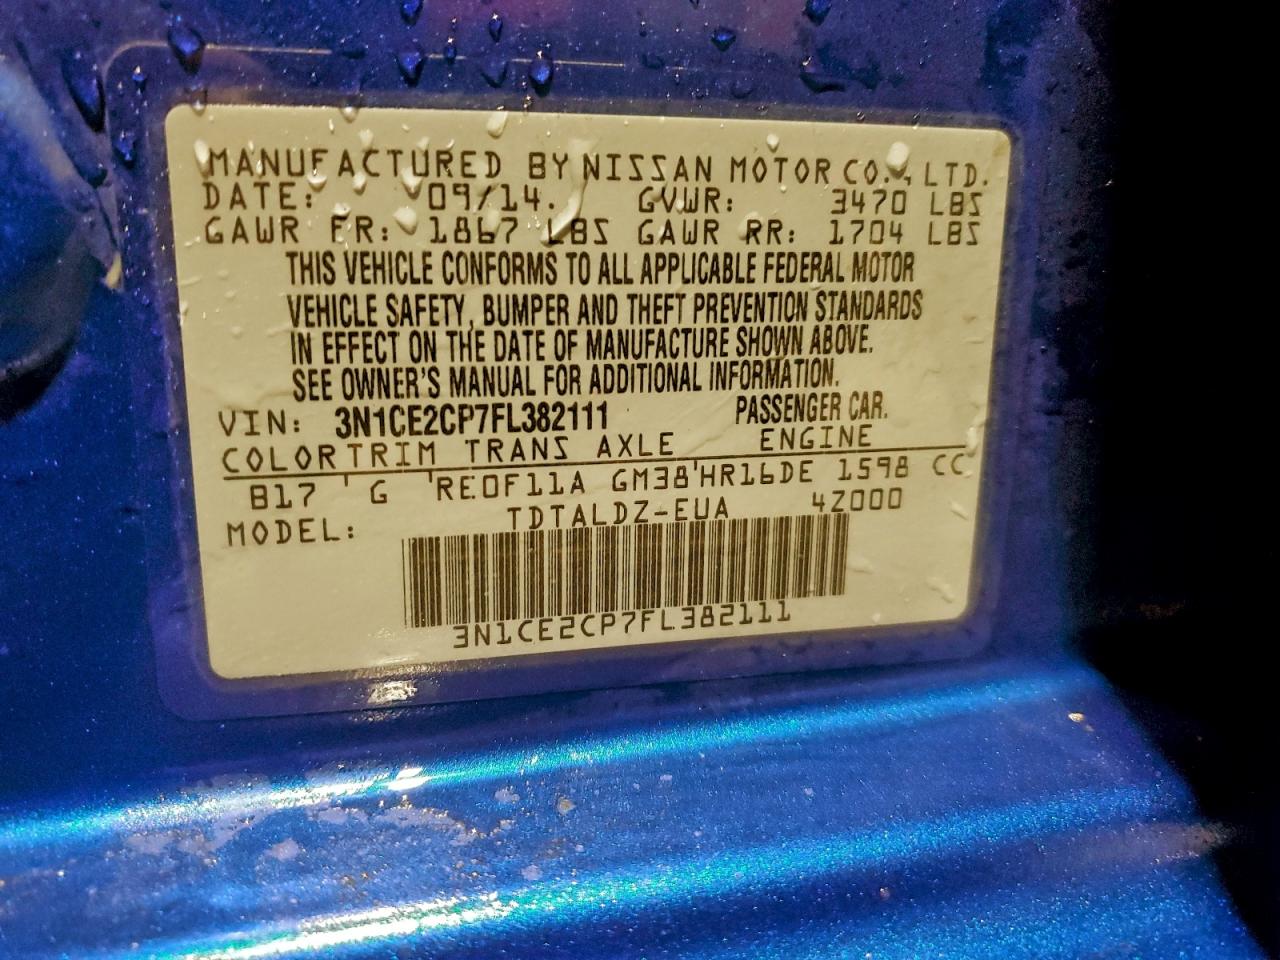 MANUFACTURED BY NISSAN MOTOR CO., LTD.
DATE: 09/14. GVWR: 3470 LBS
GAWR FR: 1867 LBS GAWR RR: 1704 LBS
THIS VEHICLE CONFORMS TO ALL APPLICABLE FEDERAL MOTOR
VEHICLE SAFETY, BUMPER AND THEFT PREVENTION STANDARDS
IN EFFECT ON THE DATE OF MANUFACTURE SHOWN ABOVE.
SEE OWNER'S MANUAL FOR ADDITIONAL INFORMATION.
VIN: 3N1CE2CP7FL382111 PASSENGER CAR.
COLOR TRIM TRANS AXLE ENGINE
B17 G RE0F11A GM38 HR16DE 1598 CC
MODEL: TDTALDZ-EUA 4Z000
3N1CE2CP7FL382111